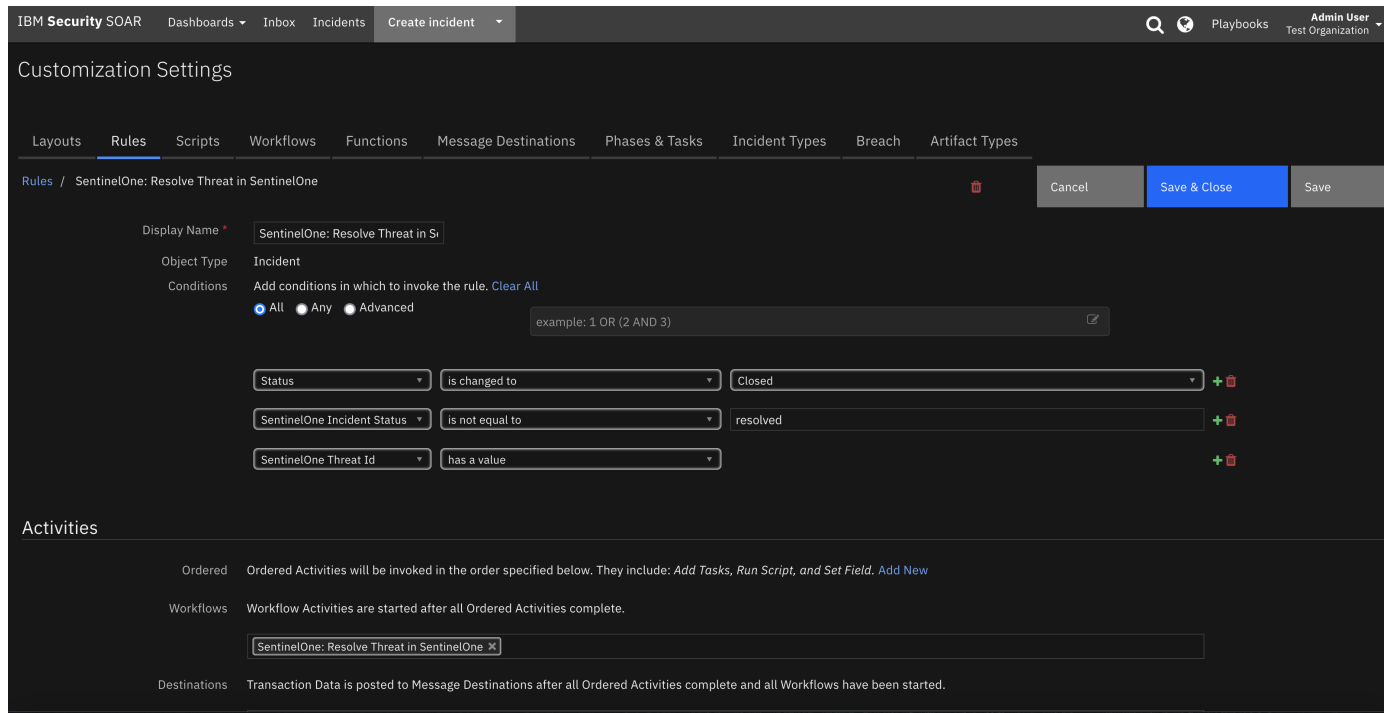 IBM Security SOAR Dashboards Inbox Incidents Create incident Playbooks Admin User
Test Organization
Customization Settings
Layouts Rules Scripts Workflows Functions Message Destinations Phases & Tasks Incident Types Breach Artifact Types
Rules / SentinelOne: Resolve Threat in SentinelOne Cancel Save & Close Save
Display Name * SentinelOne: Resolve Threat in
Object Type Incident
Conditions Add conditions in which to invoke the rule. Clear All
All Any Advanced
example: 1 OR (2 AND 3)
Status is changed to Closed
SentinelOne Incident Status is not equal to resolved
SentinelOne Threat Id has a value
Activities
Ordered Ordered Activities will be invoked in the order specified below. They include: Add Tasks, Run Script, and Set Field. Add New
Workflows Workflow Activities are started after all Ordered Activities complete.
SentinelOne: Resolve Threat in SentinelOne
Destinations Transaction Data is posted to Message Destinations after all Ordered Activities complete and all Workflows have been started.